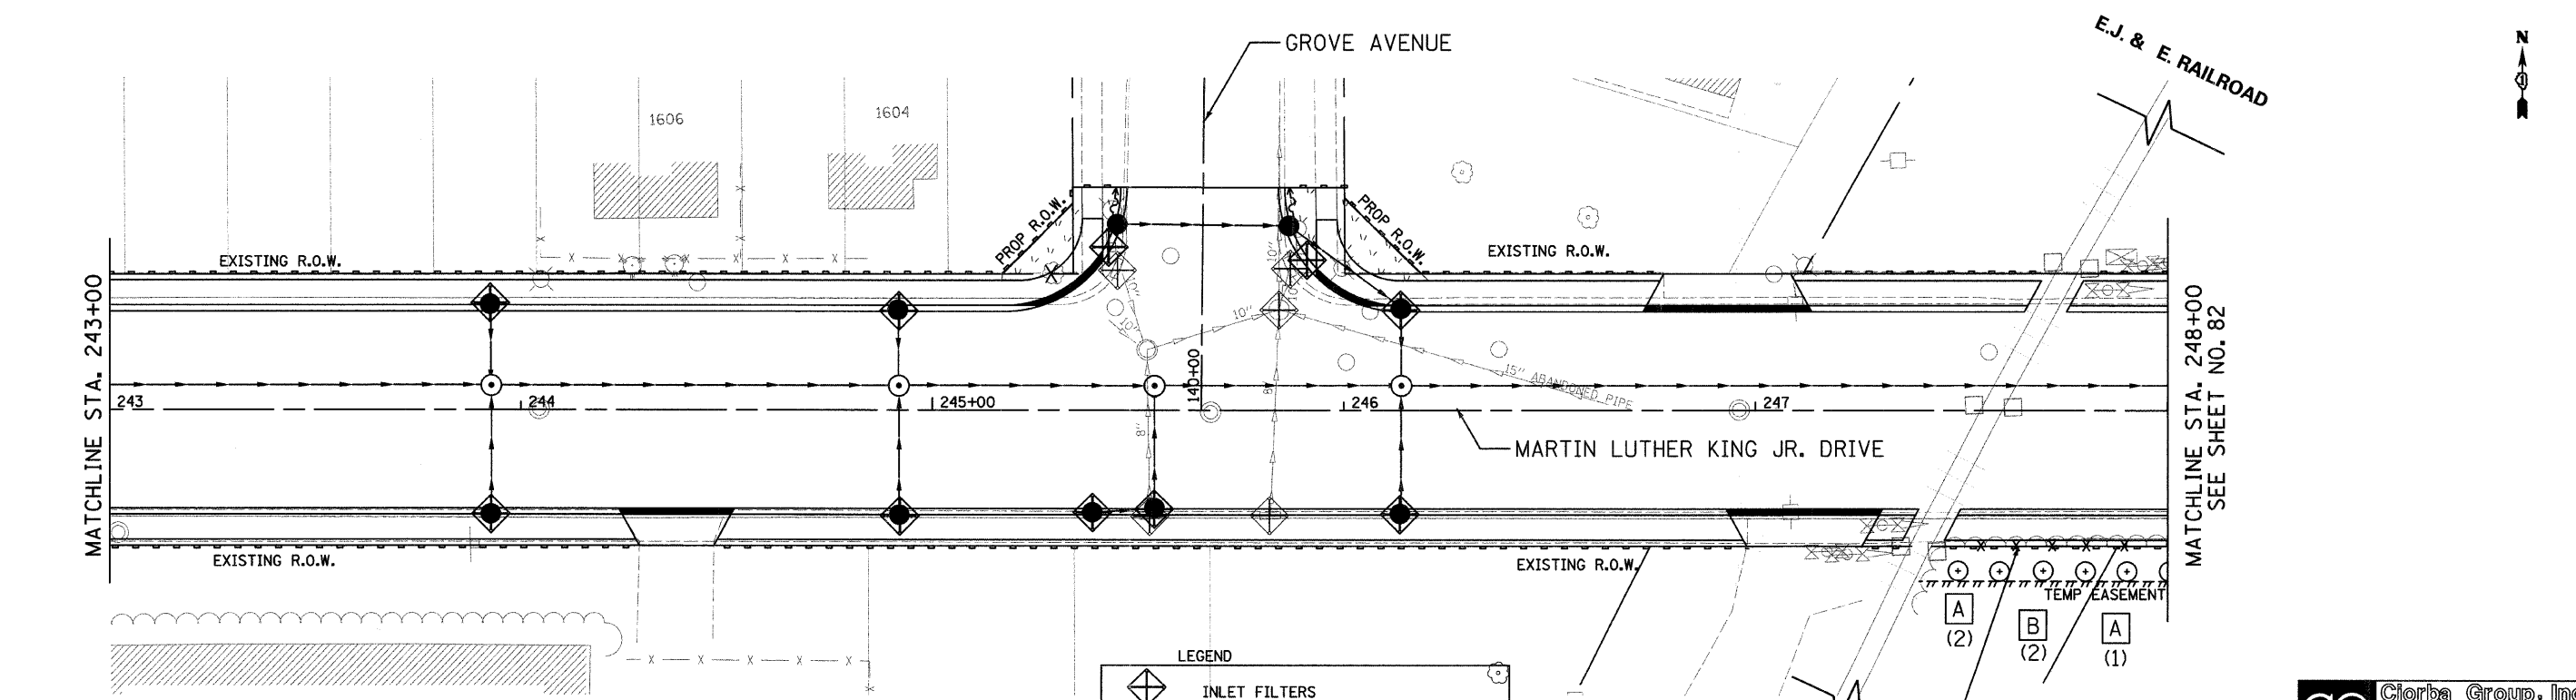 GROVE AVENUE
E.J. & E. RAILROAD
N
1606
1604
PROP R.O.W.
PROP R.O.W.
EXISTING R.O.W.
EXISTING R.O.W.
MATCHLINE STA. 243+00
10"
10"
10"
10"
10"
15" ABANDONED PIPE
140+00
243
244
245+00
246
247
8"
8"
MARTIN LUTHER KING JR. DRIVE
MATCHLINE STA. 248+00
SEE SHEET NO. 82
EXISTING R.O.W.
EXISTING R.O.W.
TEMP EASEMENT
A
(2)
B
(2)
A
(1)
LEGEND
INLET FILTERS
Ciorba Group, Inc